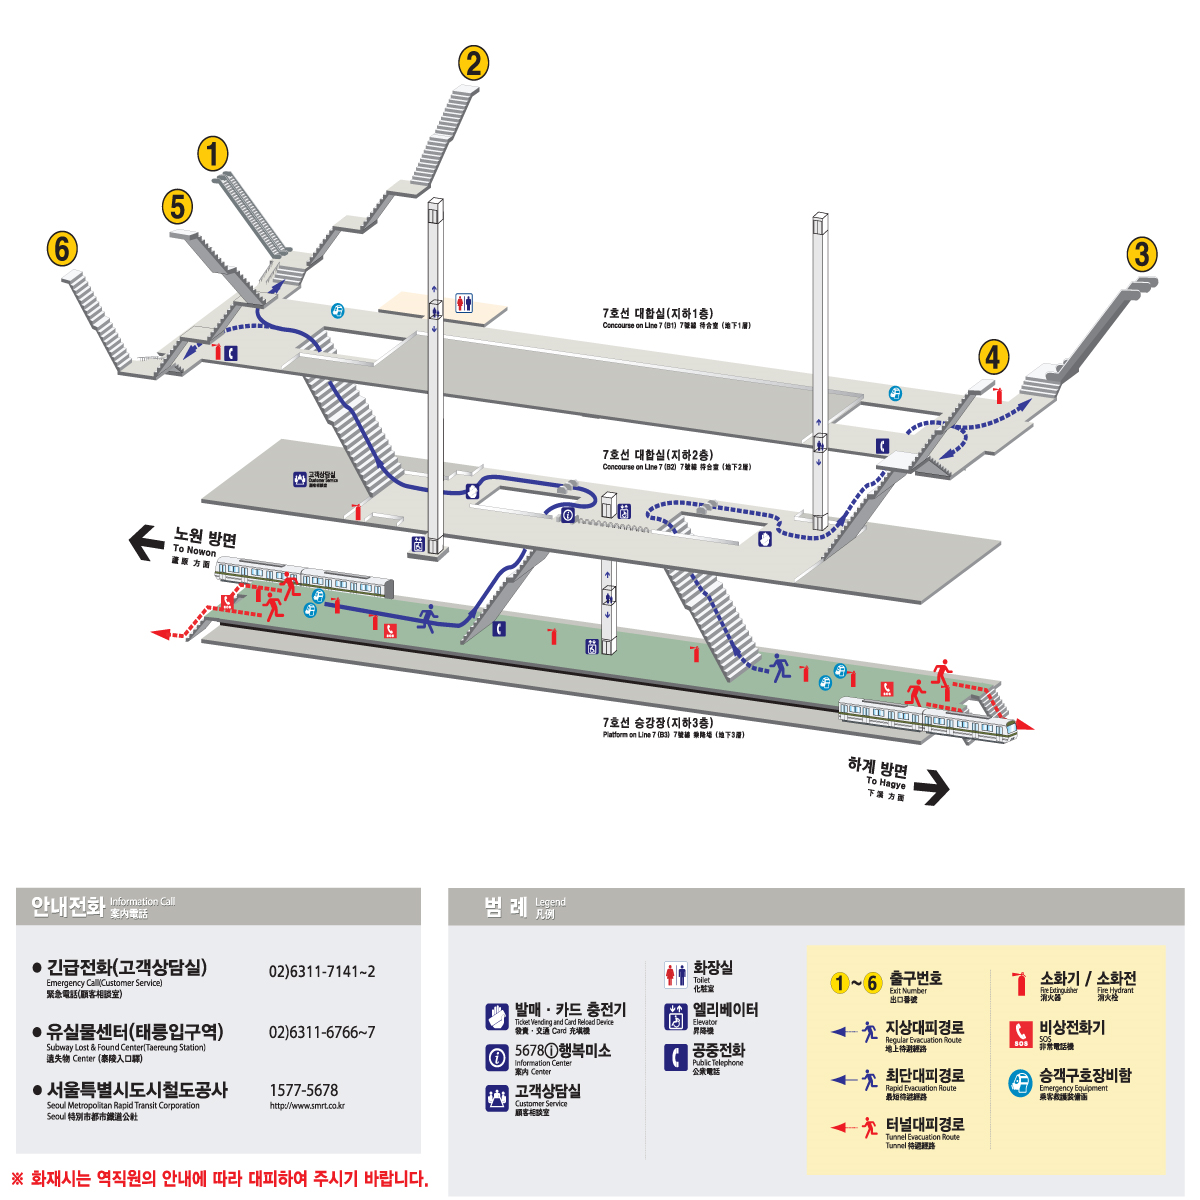 2
1
5
6
3
4
7호선 대합실(지하1층)
Concourse on Line 7 (B1) 7號線 待合室 (地下1層)
7호선 대합실(지하2층)
Concourse on Line 7 (B2) 7號線 待合室 (地下2層)
고객상담실
Customer Service
顧客相談室
노원 방면
To Nowon
蘆原 方面
7호선 승강장(지하3층)
Platform on Line 7 (B3) 7號線 乘降場 (地下3層)
하계 방면
To Hagye
下溪 方面
안내전화 Information Call
案內電話
● 긴급전화(고객상담실) 02)6311-7141~2
Emergency Call(Customer Service)
緊急電話(顧客相談室)
● 유실물센터(태릉입구역) 02)6311-6766~7
Subway Lost & Found Center(Taereung Station)
遺失物 Center (泰陵入口驛)
● 서울특별시도시철도공사 1577-5678
Seoul Metropolitan Rapid Transit Corporation http://www.smrt.co.kr
Seoul 特別市都市鐵道公社
※ 화재시는 역직원의 안내에 따라 대피하여 주시기 바랍니다.
범 례 Legend
凡例
발매 · 카드 충전기
Ticket Vending and Card Reload Device
發賣 · 交通 Card 充塡機
5678ⓘ행복미소
Information Center
案內 Center
고객상담실
Customer Service
顧客相談室
화장실
Toilet
化粧室
엘리베이터
Elevator
昇降機
공중전화
Public Telephone
公衆電話
1 ~ 6 출구번호
Exit Number
出口番號
지상대피경로
Regular Evacuation Route
地上待避經路
최단대피경로
Rapid Evacuation Route
最短待避經路
터널대피경로
Tunnel Evacuation Route
Tunnel 待避經路
소화기 / 소화전
Fire Extinguisher Fire Hydrant
消火器 消火栓
SOS
비상전화기
SOS
非常電話機
승객구호장비함
Emergency Equipment
乘客救護裝備函